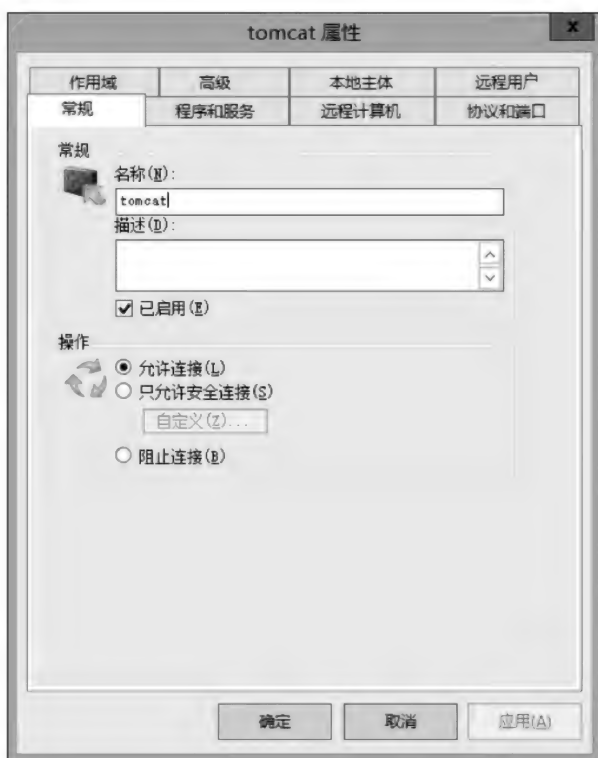 tomcat 属性
x
作用域 高级 本地主体 远程用户
常规 程序和服务 远程计算机 协议和端口
常规
名称(N):
tomcat
描述(D):
已启用(E)
操作
允许连接(L)
只允许安全连接(S)
自定义(Z)...
阻止连接(B)
确定 取消 应用(A)